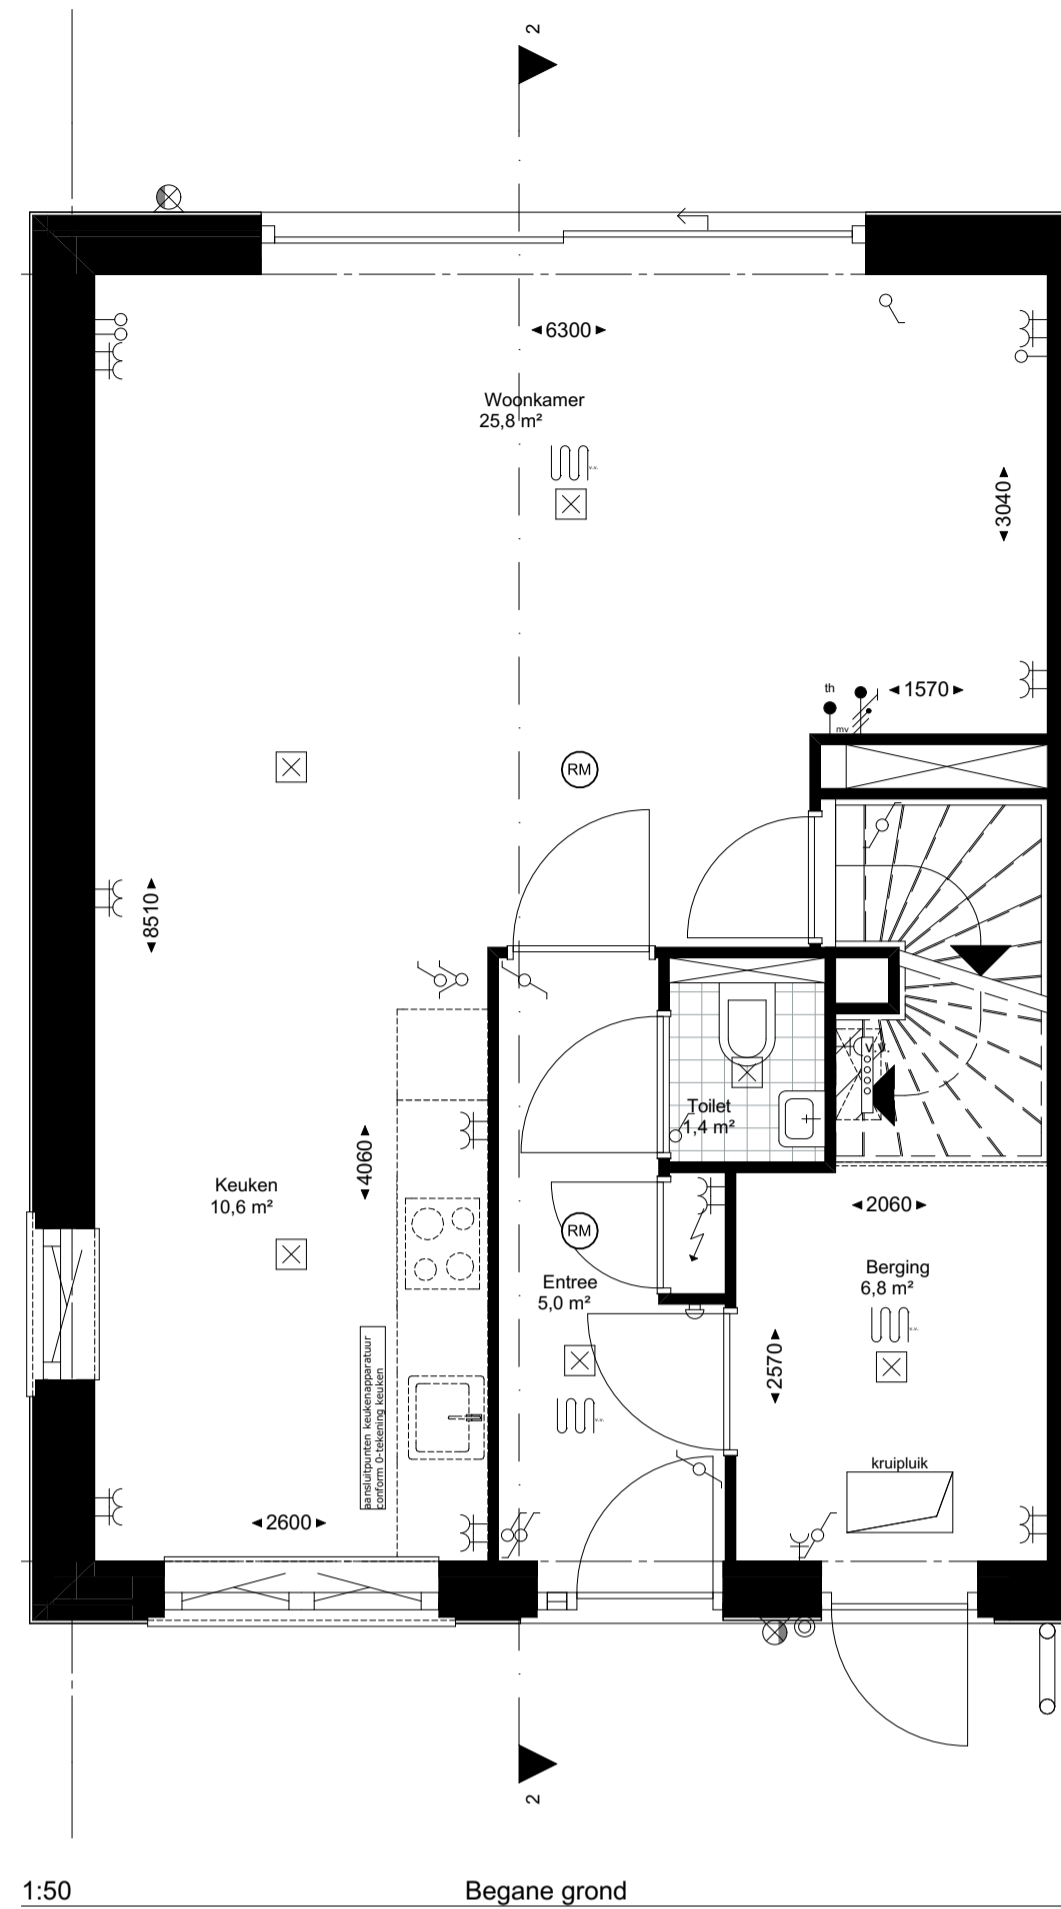 2
6300
Woonkamer
25,8 m²
v.v.
3040
th
mv
1570
RM
8510
v.v.
Toilet
1,4 m²
4060
Keuken
10,6 m²
2060
RM
Entree
5,0 m²
Berging
6,8 m²
v.v.
2570
v.v.
aansluitpunten keukenapparatuur
conform 0-tekening keuken
kruipluik
2600
2
1:50
Begane grond